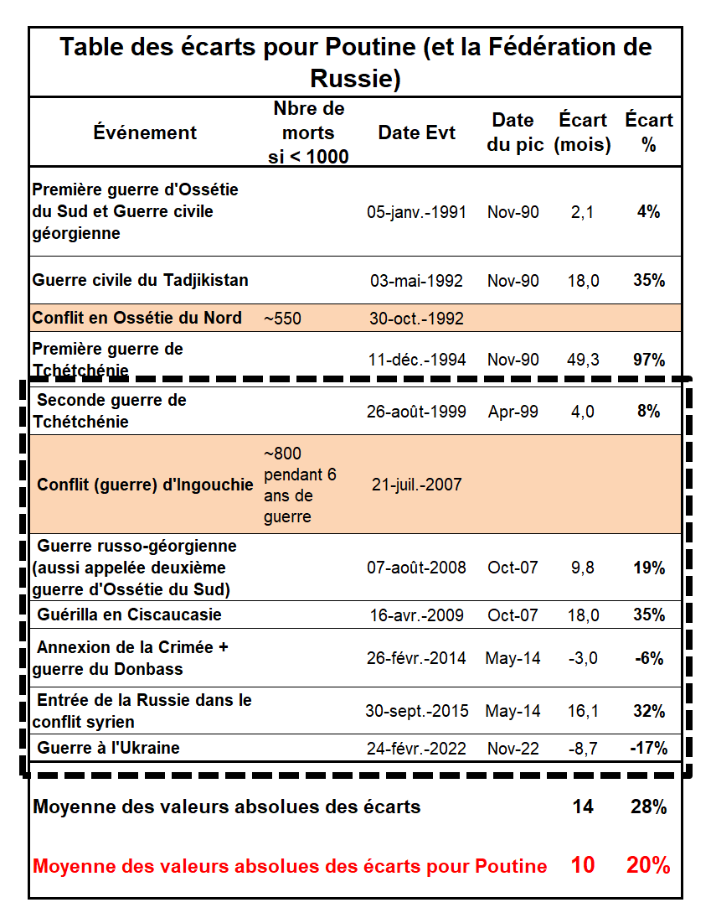 Table des écarts pour Poutine (et la Fédération de
Russie)
Événement
Nbre de
morts
si < 1000
Date Evt
Date
du pic
Écart
(mois)
Écart
%
Première guerre d'Ossétie
du Sud et Guerre civile
géorgienne
05-janv.-1991 Nov-90 2,1 4%
Guerre civile du Tadjikistan 03-mai-1992 Nov-90 18,0 35%
Conflit en Ossétie du Nord ~550 30-oct.-1992
Première guerre de
Tchétchénie
11-déc.-1994 Nov-90 49,3 97%
Seconde guerre de
Tchétchénie
26-août-1999 Apr-99 4,0 8%
Conflit (guerre) d'Ingouchie
~800
pendant 6
ans de
guerre
21-juil.-2007
Guerre russo-géorgienne
(aussi appelée deuxième
guerre d'Ossétie du Sud)
07-août-2008 Oct-07 9,8 19%
Guérilla en Ciscaucasie 16-avr.-2009 Oct-07 18,0 35%
Annexion de la Crimée +
guerre du Donbass
26-févr.-2014 May-14 -3,0 -6%
Entrée de la Russie dans le
conflit syrien
30-sept.-2015 May-14 16,1 32%
Guerre à l'Ukraine 24-févr.-2022 Nov-22 -8,7 -17%
Moyenne des valeurs absolues des écarts 14 28%
Moyenne des valeurs absolues des écarts pour Poutine 10 20%